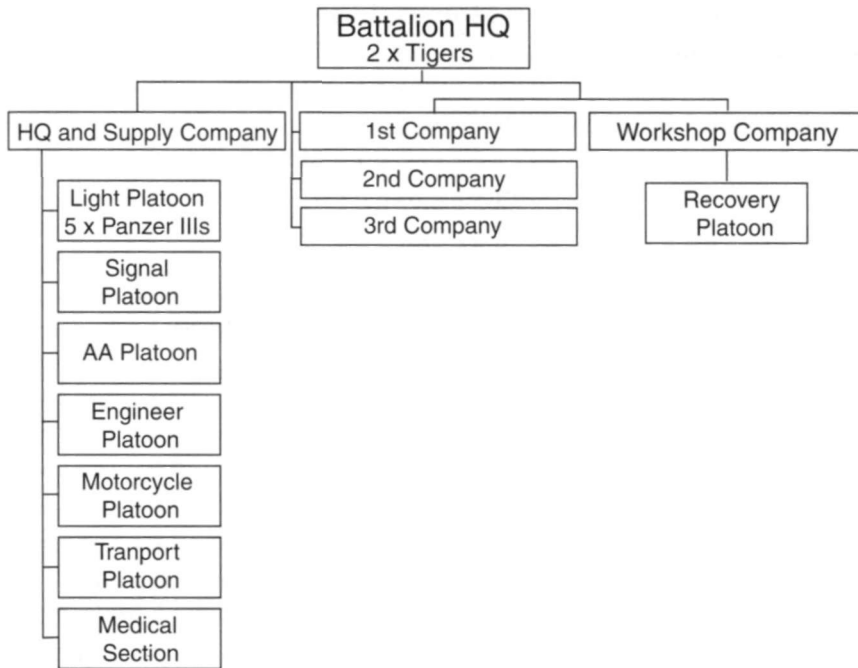 Battalion HQ
2 x Tigers
HQ and Supply Company
1st Company
Workshop Company
2nd Company
3rd Company
Light Platoon
5 x Panzer IIIs
Recovery
Platoon
Signal
Platoon
AA Platoon
Engineer
Platoon
Motorcycle
Platoon
Tranport
Platoon
Medical
Section